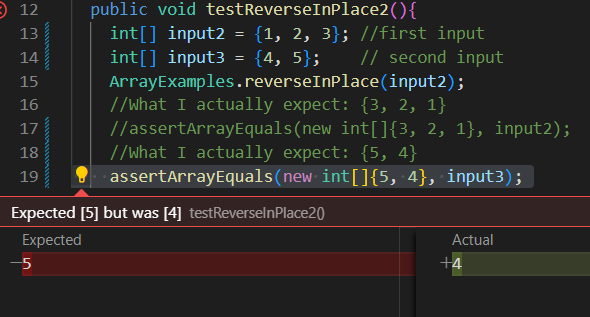 12 public void testReverseInPlace2(){
13 int[] input2 = {1, 2, 3}; //first input
14 int[] input3 = {4, 5};    // second input
15 ArrayExamples.reverseInPlace(input2);
16 //What I actually expect: {3, 2, 1}
17 //assertArrayEquals(new int[]{3, 2, 1}, input2);
18 //What I actually expect: {5, 4}
19 assertArrayEquals(new int[]{5, 4}, input3);
Expected [5] but was [4] testReverseInPlace2()
Expected Actual
−5 +4